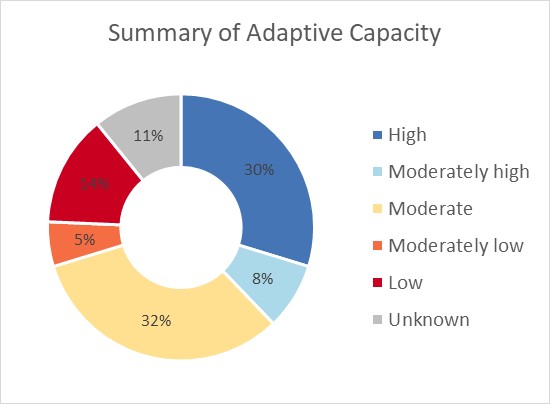 Summary of Adaptive Capacity
11%
30%
14%
5%
8%
32%
High
Moderately high
Moderate
Moderately low
Low
Unknown